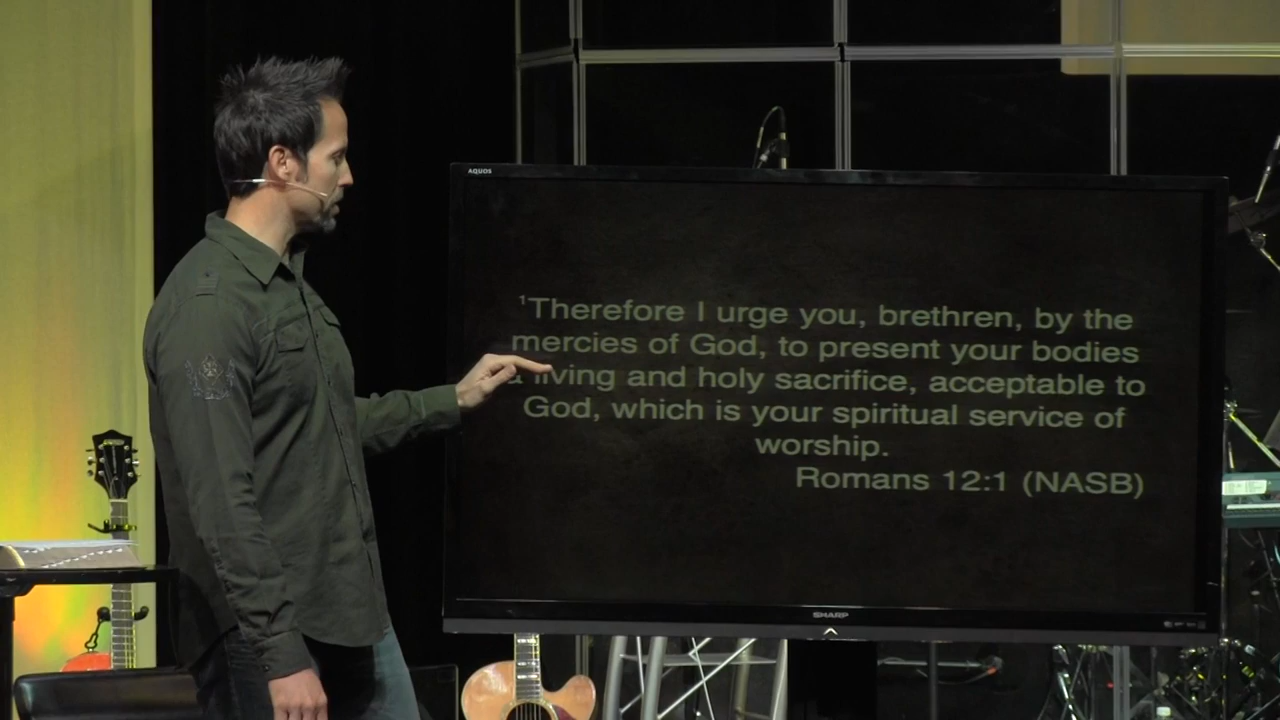 AQUOS
¹Therefore I urge you, brethren, by the
mercies of God, to present your bodies
a living and holy sacrifice, acceptable to
God, which is your spiritual service of
worship.
Romans 12:1 (NASB)
SHARP